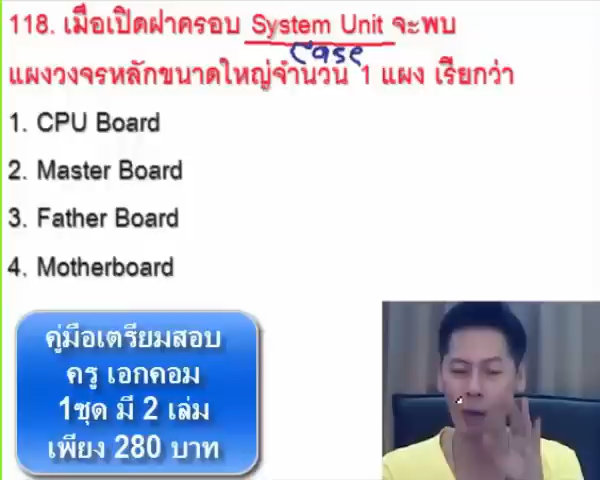 118. เมื่อเปิดฝาครอบ System Unit จะพบ
case
แผงวงจรหลักขนาดใหญ่จำนวน 1 แผง เรียกว่า
1. CPU Board
2. Master Board
3. Father Board
4. Motherboard
คู่มือเตรียมสอบ
ครู เอกคอม
1ชุด มี 2 เล่ม
เพียง 280 บาท